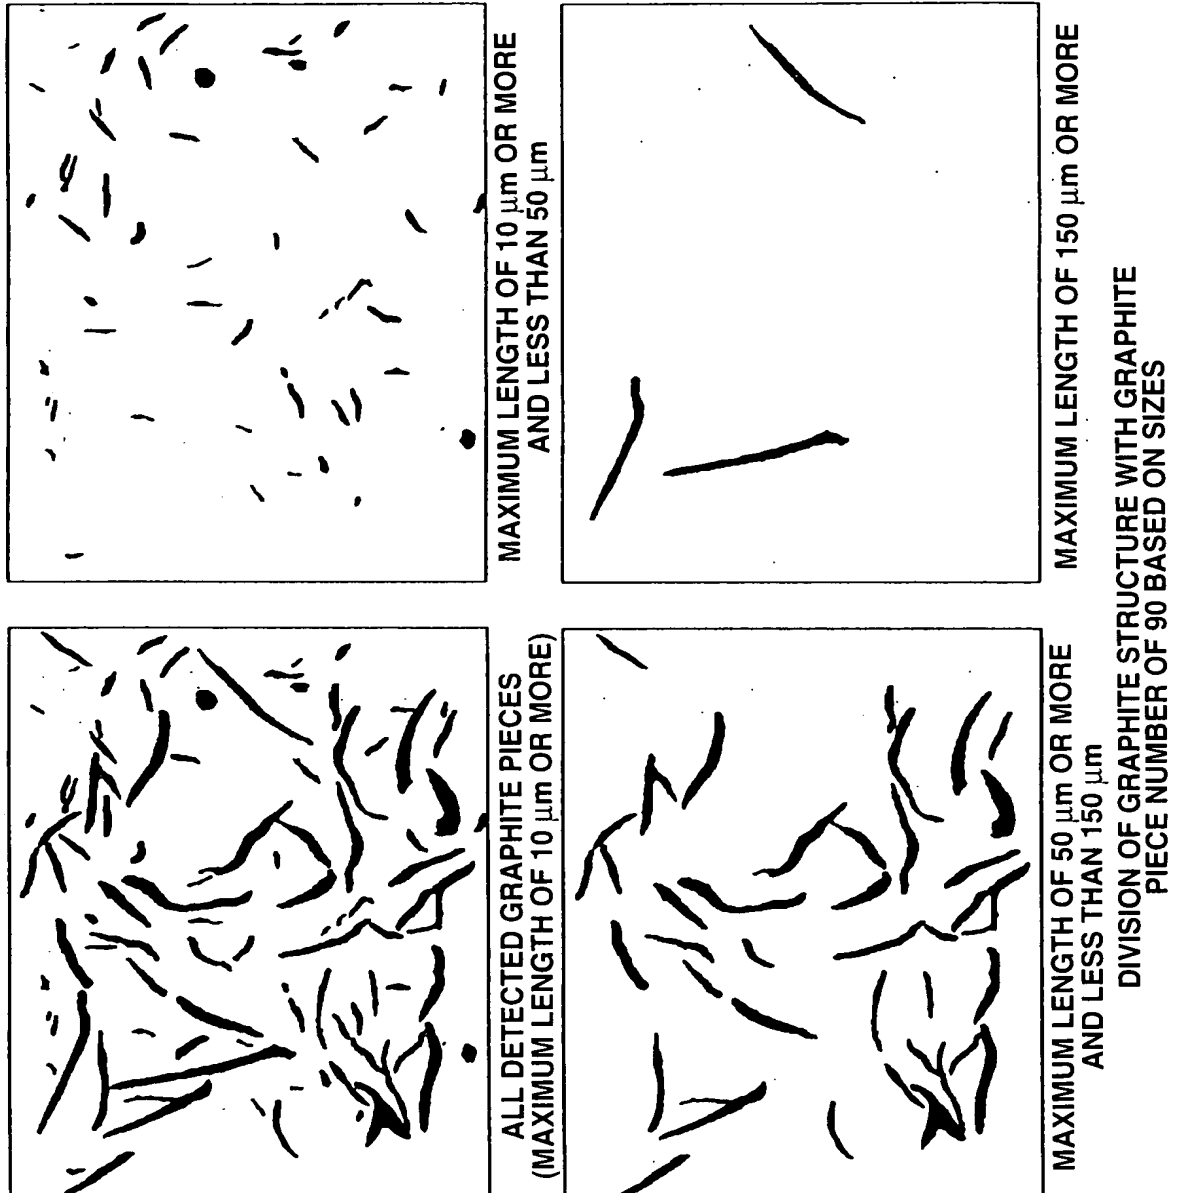 ALL DETECTED GRAPHITE PIECES
(MAXIMUM LENGTH OF 10 μm OR MORE)
MAXIMUM LENGTH OF 10 μm OR MORE
AND LESS THAN 50 μm
MAXIMUM LENGTH OF 50 μm OR MORE
AND LESS THAN 150 μm
MAXIMUM LENGTH OF 150 μm OR MORE
DIVISION OF GRAPHITE STRUCTURE WITH GRAPHITE
PIECE NUMBER OF 90 BASED ON SIZES